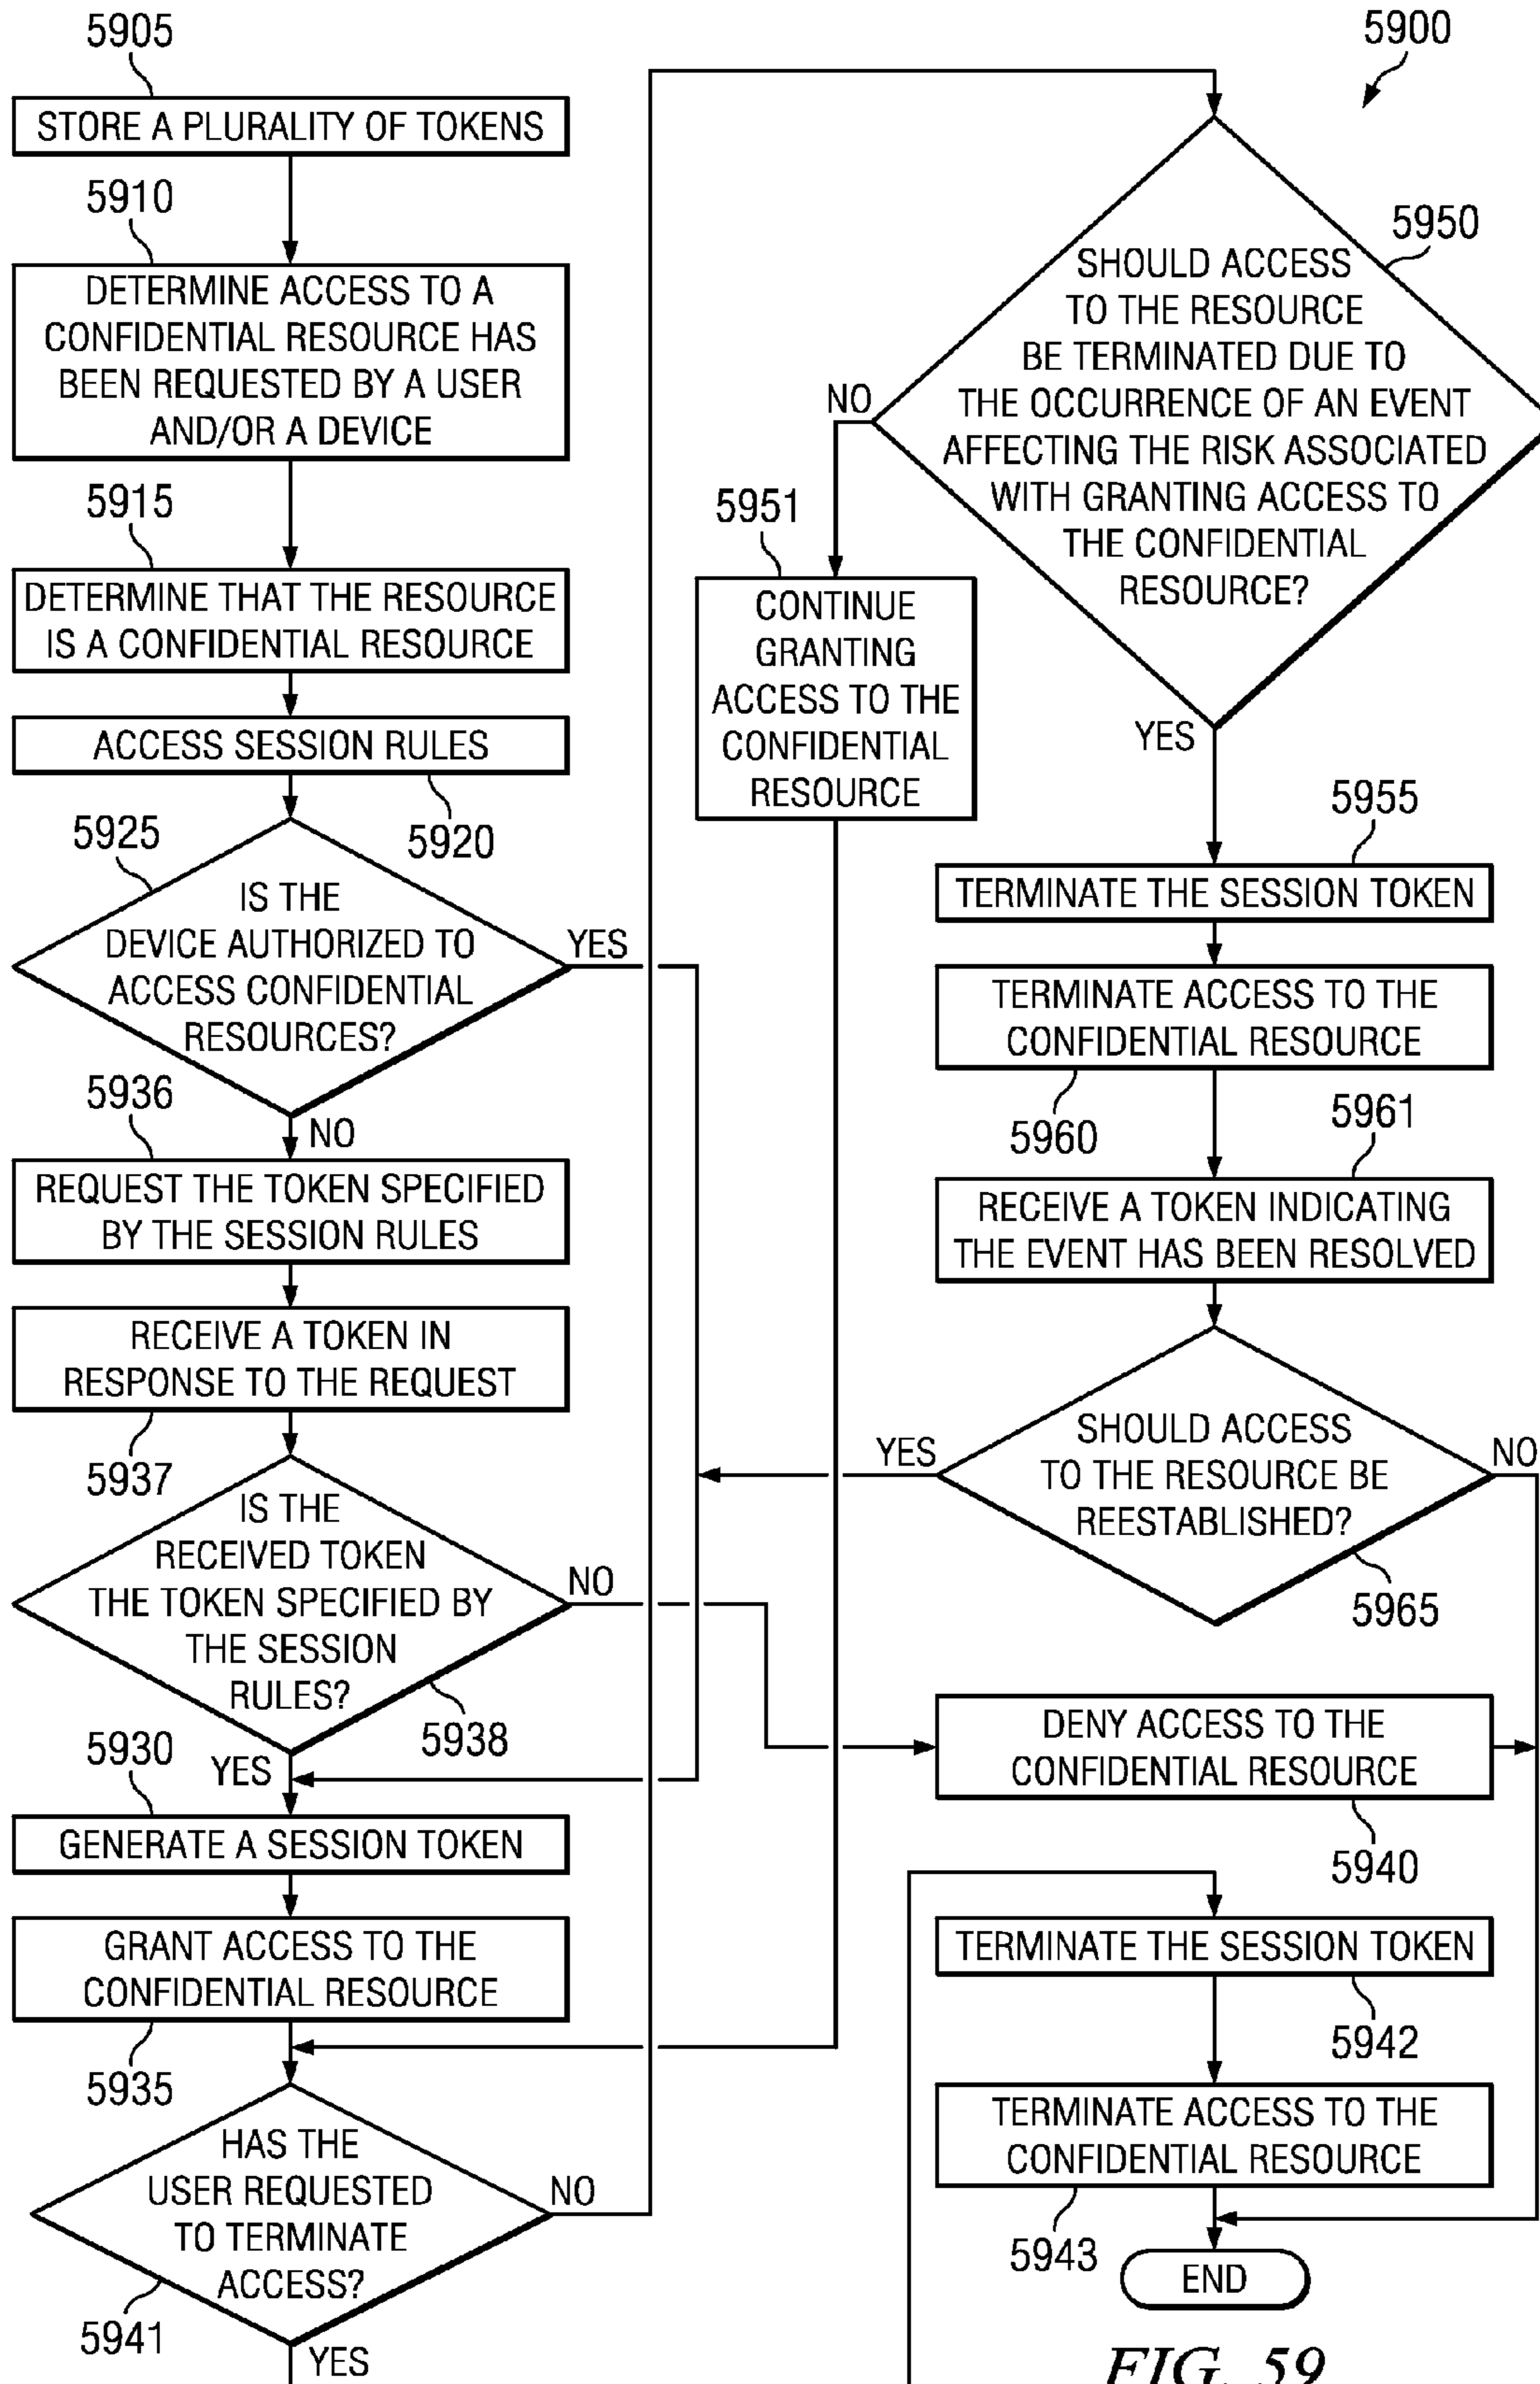 5905
STORE A PLURALITY OF TOKENS
5910
DETERMINE ACCESS TO A
CONFIDENTIAL RESOURCE HAS
BEEN REQUESTED BY A USER
AND/OR A DEVICE
5915
DETERMINE THAT THE RESOURCE
IS A CONFIDENTIAL RESOURCE
ACCESS SESSION RULES
5920
5925
IS THE
DEVICE AUTHORIZED TO
ACCESS CONFIDENTIAL
RESOURCES?
YES
NO
5936
REQUEST THE TOKEN SPECIFIED
BY THE SESSION RULES
RECEIVE A TOKEN IN
RESPONSE TO THE REQUEST
5937
IS THE
RECEIVED TOKEN
THE TOKEN SPECIFIED BY
THE SESSION
RULES?
NO
5938
YES
5930
GENERATE A SESSION TOKEN
GRANT ACCESS TO THE
CONFIDENTIAL RESOURCE
5935
HAS THE
USER REQUESTED
TO TERMINATE
ACCESS?
NO
5941
YES
5900
5950
SHOULD ACCESS
TO THE RESOURCE
BE TERMINATED DUE TO
THE OCCURRENCE OF AN EVENT
AFFECTING THE RISK ASSOCIATED
WITH GRANTING ACCESS TO
THE CONFIDENTIAL
RESOURCE?
NO
5951
CONTINUE
GRANTING
ACCESS TO THE
CONFIDENTIAL
RESOURCE
YES
5955
TERMINATE THE SESSION TOKEN
TERMINATE ACCESS TO THE
CONFIDENTIAL RESOURCE
5960
5961
RECEIVE A TOKEN INDICATING
THE EVENT HAS BEEN RESOLVED
SHOULD ACCESS
TO THE RESOURCE BE
REESTABLISHED?
YES
NO
5965
DENY ACCESS TO THE
CONFIDENTIAL RESOURCE
5940
TERMINATE THE SESSION TOKEN
5942
TERMINATE ACCESS TO THE
CONFIDENTIAL RESOURCE
5943
END
FIG. 59